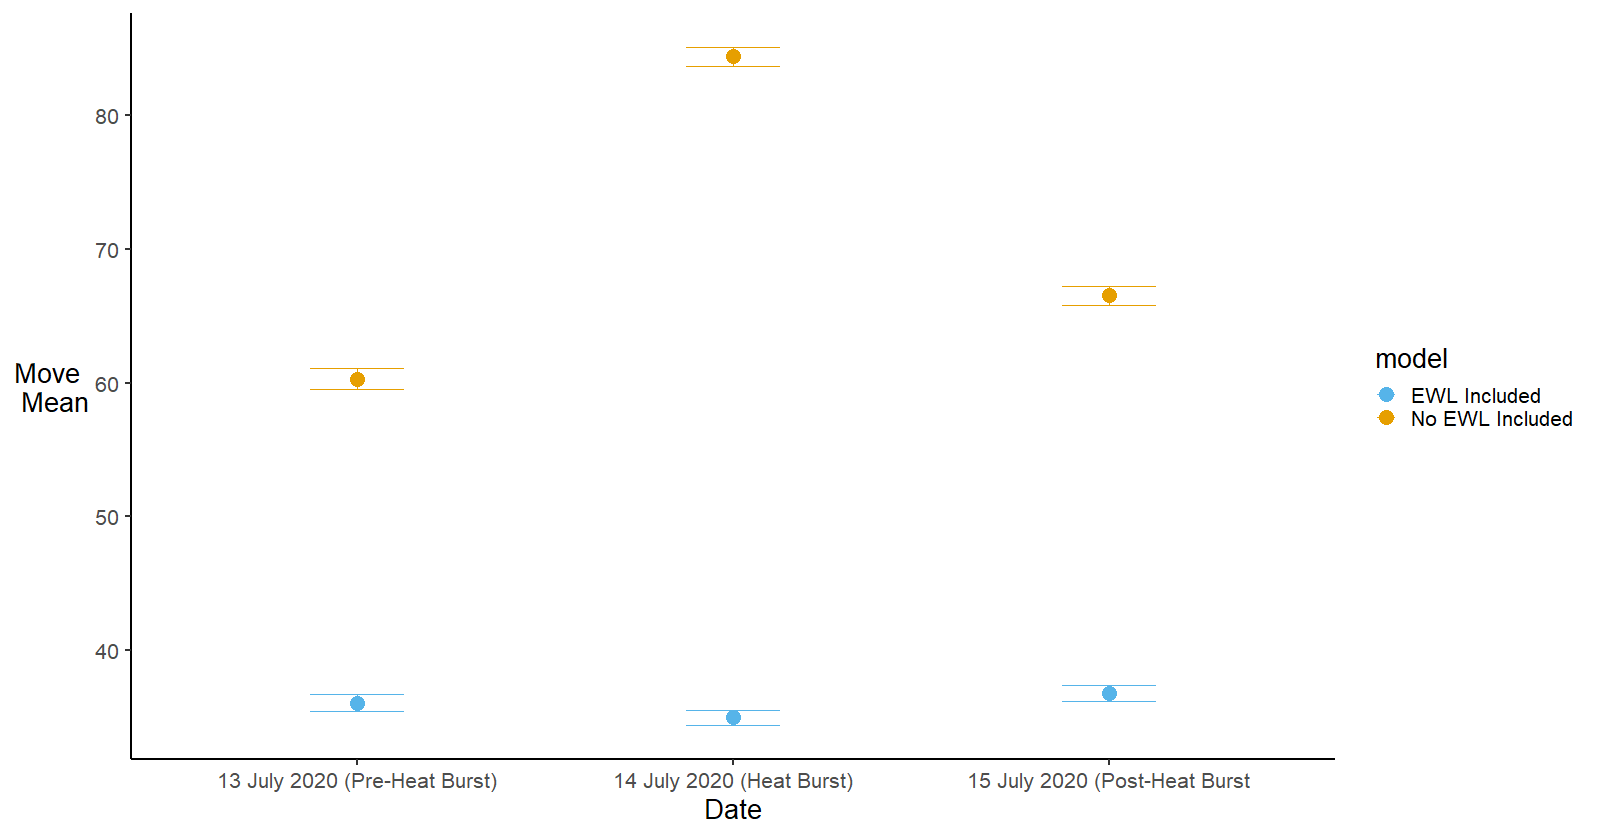 80
70
60
50
40
Move
Mean
13 July 2020 (Pre-Heat Burst)
14 July 2020 (Heat Burst)
15 July 2020 (Post-Heat Burst
Date
model
EWL Included
No EWL Included